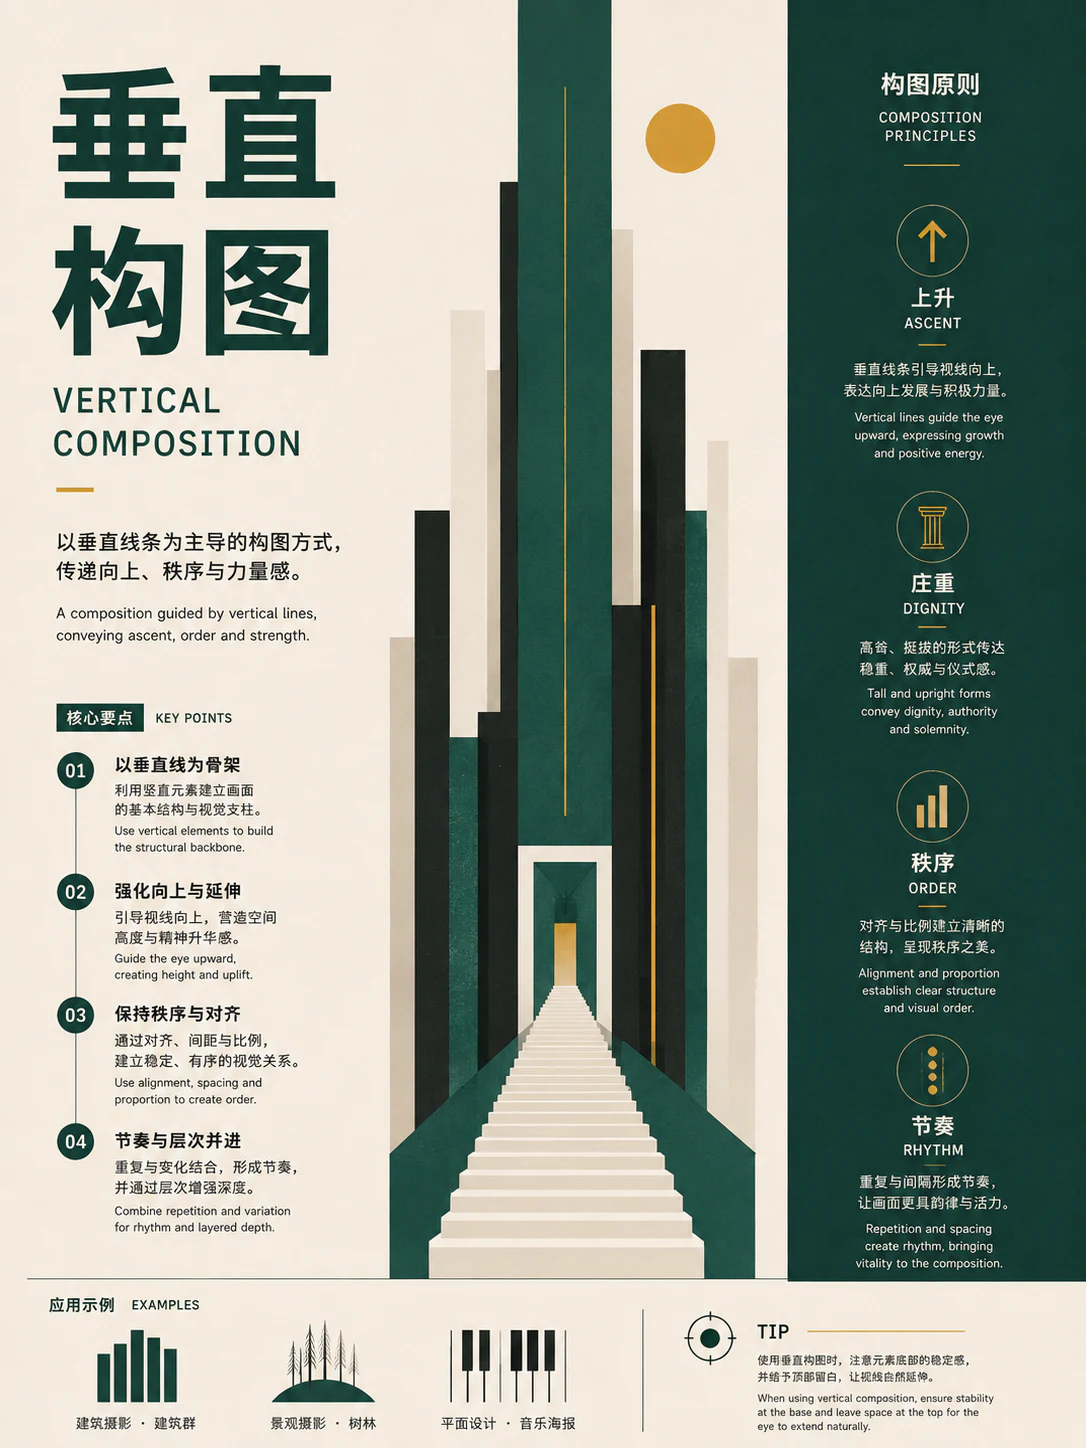 垂直
构图
VERTICAL
COMPOSITION
以垂直线条为主导的构图方式，
传递向上、秩序与力量感。
A composition guided by vertical lines,
conveying ascent, order and strength.
核心要点 KEY POINTS
01
以垂直线为骨架
利用竖直元素建立画面
的基本结构与视觉支柱。
Use vertical elements to build
the structural backbone.
02
强化向上与延伸
引导视线向上，营造空间
高度与精神升华感。
Guide the eye upward,
creating height and uplift.
03
保持秩序与对齐
通过对齐、间距与比例，
建立稳定、有序的视觉关系。
Use alignment, spacing and
proportion to create order.
04
节奏与层次并进
重复与变化结合，形成节奏，
并通过层次增强深度。
Combine repetition and variation
for rhythm and layered depth.
构图原则
COMPOSITION
PRINCIPLES
上升
ASCENT
垂直线条引导视线向上，
表达向上发展与积极力量。
Vertical lines guide the eye
upward, expressing growth
and positive energy.
庄重
DIGNITY
高耸、挺拔的形式传达
稳重、权威与仪式感。
Tall and upright forms
convey dignity, authority
and solemnity.
秩序
ORDER
对齐与比例建立清晰的
结构，呈现秩序之美。
Alignment and proportion
establish clear structure
and visual order.
节奏
RHYTHM
重复与间隔形成节奏，
让画面更具韵律与活力。
Repetition and spacing
create rhythm, bringing
vitality to the composition.
应用示例 EXAMPLES
建筑摄影 · 建筑群
景观摄影 · 树林
平面设计 · 音乐海报
TIP
使用垂直构图时，注意元素底部的稳定感，
并给予顶部留白，让视线自然延伸。
When using vertical composition, ensure stability
at the base and leave space at the top for the
eye to extend naturally.